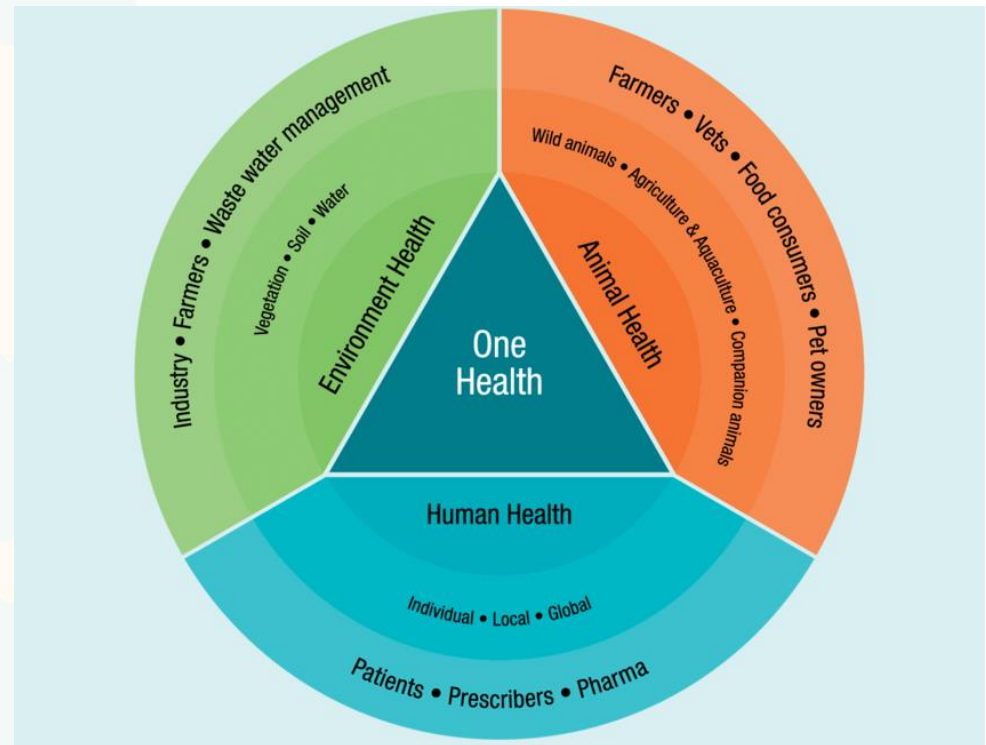 Industry • Farmers • Waste water management
Vegetation • Soil • Water
Environment Health
Farmers • Vets • Food consumers • Pet owners
Wild animals • Agriculture & Aquaculture • Companion animals
Animal Health
One
Health
Human Health
Individual • Local • Global
Patients • Prescribers • Pharma